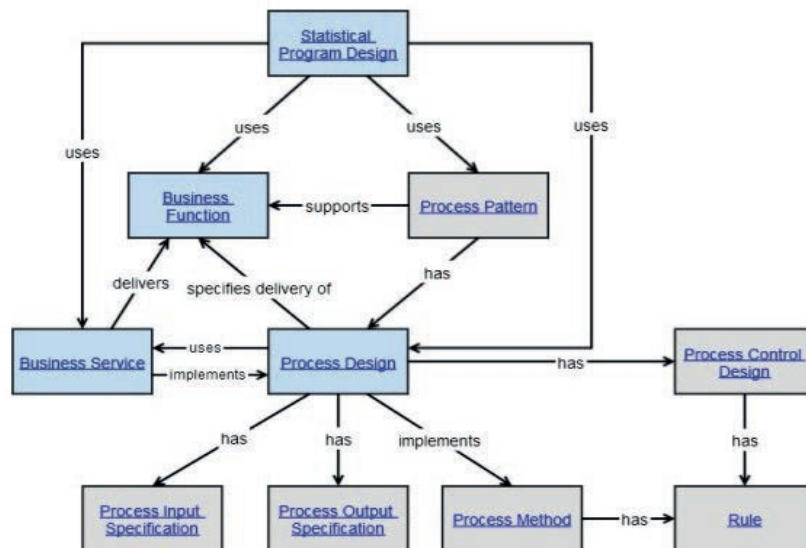 Statistical
Program Design
uses
uses
uses
uses
Business
Function
supports
Process Pattern
has
delivers
specifies delivery of
Business Service
uses
implements
Process Design
has
Process Control
Design
has
has
implements
has
Process Input
Specification
Process Output
Specification
Process Method
has
Rule